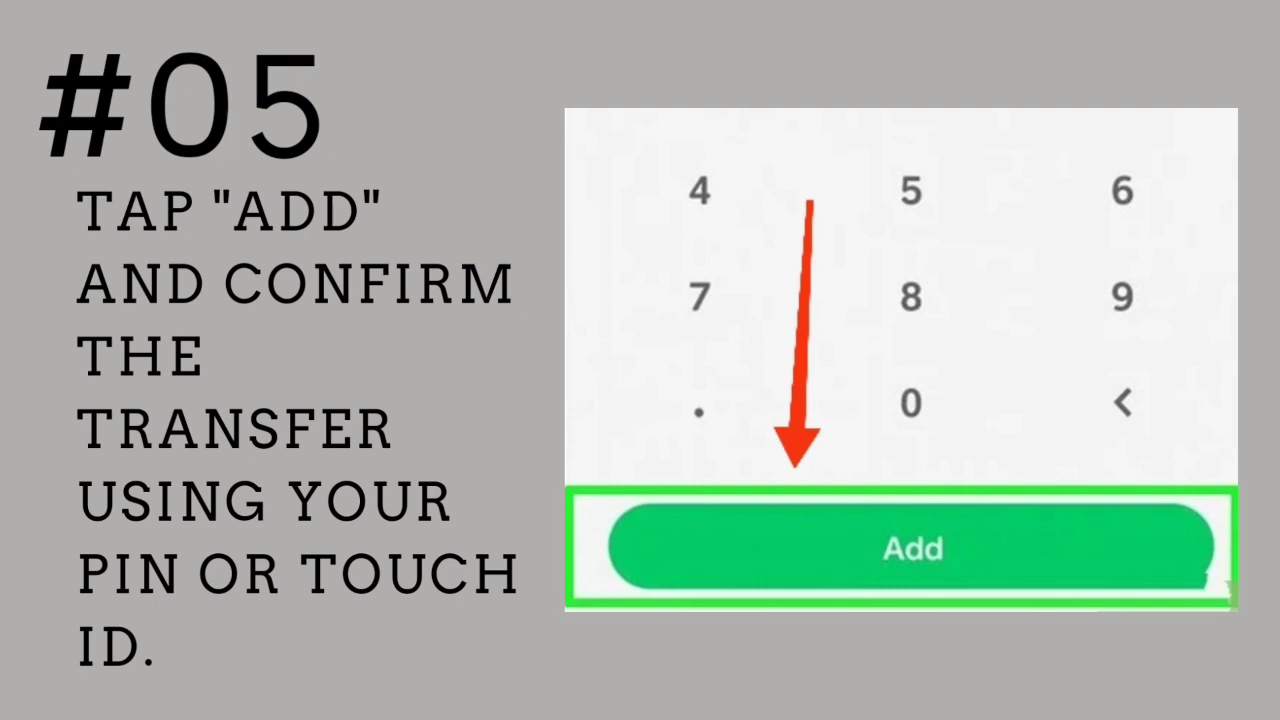 #05
TAP "ADD"
AND CONFIRM
THE
TRANSFER
USING YOUR
PIN OR TOUCH
ID.
4 5 6
7 8 9
. 0 <
Add